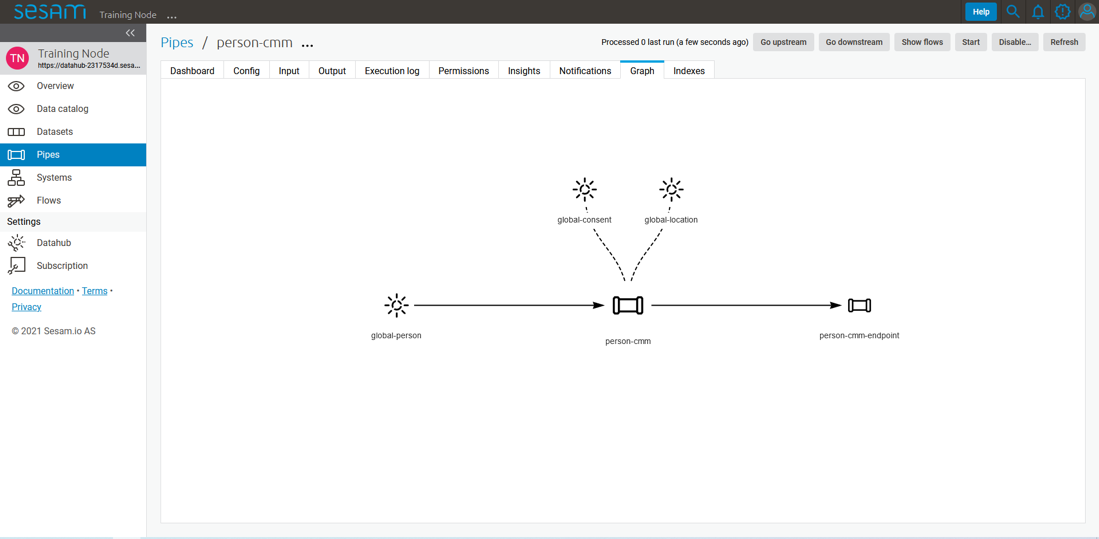 sesam Training Node ... Help
Training Node
TN
https://datahub-2317534d.sesa...
Pipes / person-cmm ...
Processed 0 last run (a few seconds ago) Go upstream Go downstream Show flows Start Disable... Refresh
Dashboard Config Input Output Execution log Permissions Insights Notifications Graph Indexes
Overview
Data catalog
Datasets
Pipes
Systems
Flows
Settings
Datahub
Subscription
Documentation • Terms •
Privacy
© 2021 Sesam.io AS
global-consent global-location
global-person person-cmm person-cmm-endpoint